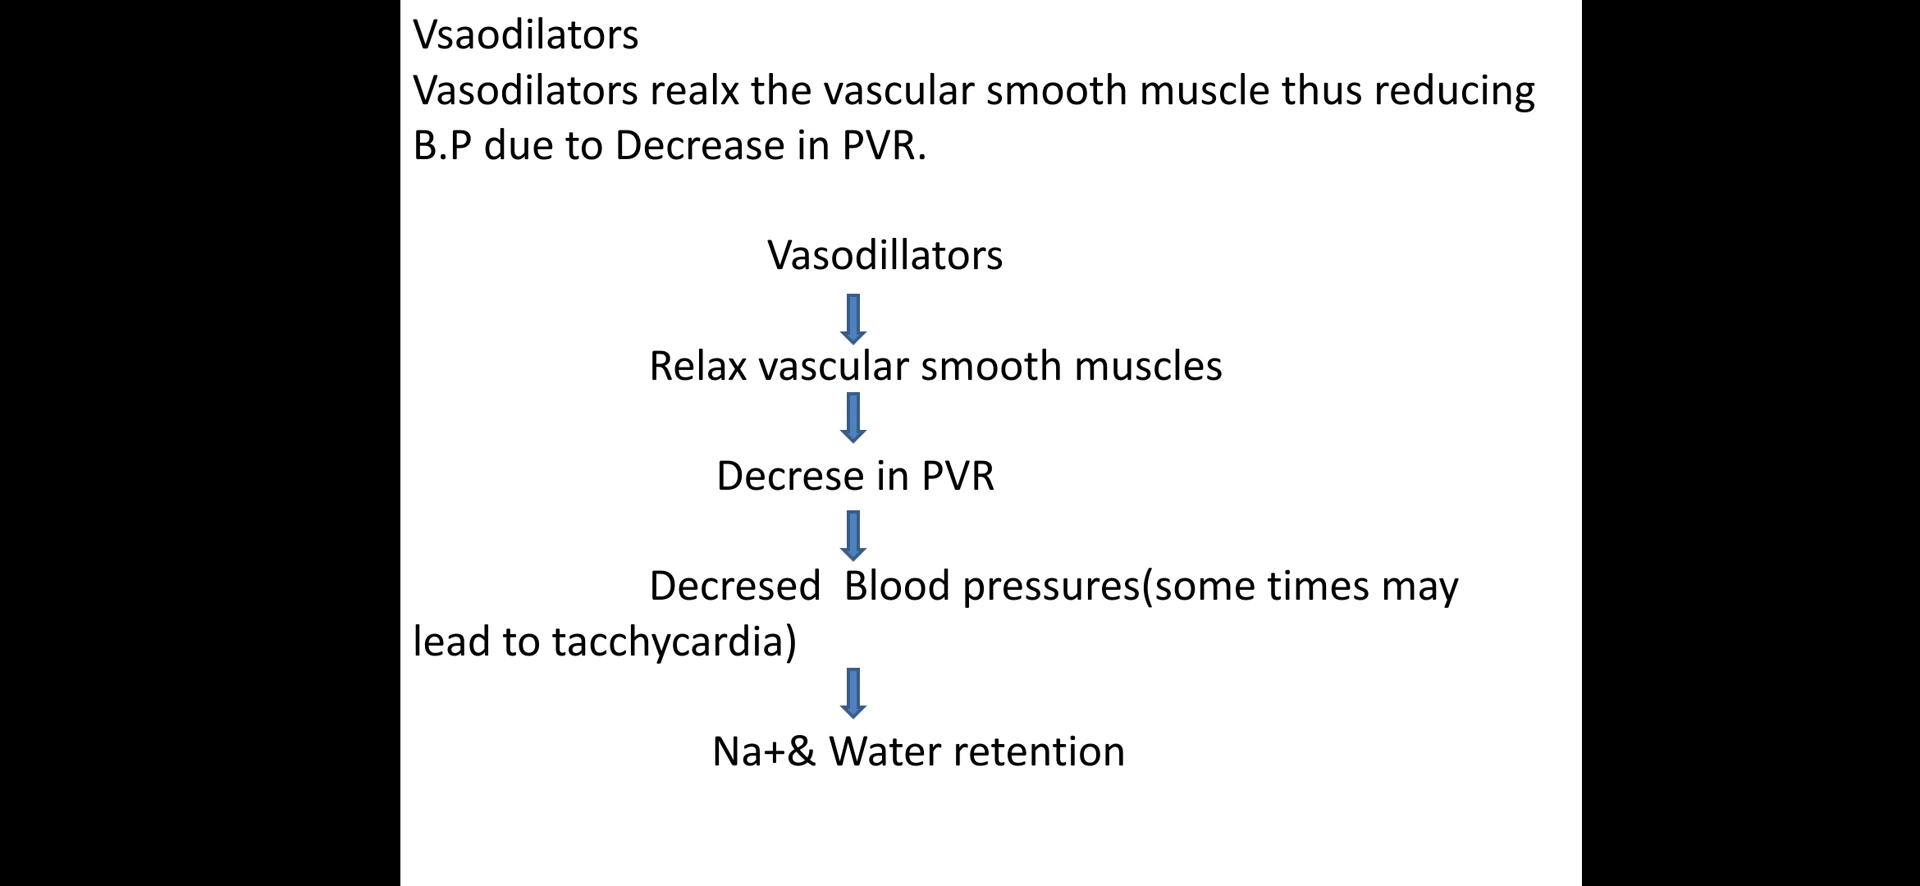 Vsaodilators
Vasodilators realx the vascular smooth muscle thus reducing
B.P due to Decrease in PVR.
Vasodillators
Relax vascular smooth muscles
Decrese in PVR
Decresed  Blood pressures(some times may
lead to tacchycardia)
Na+& Water retention